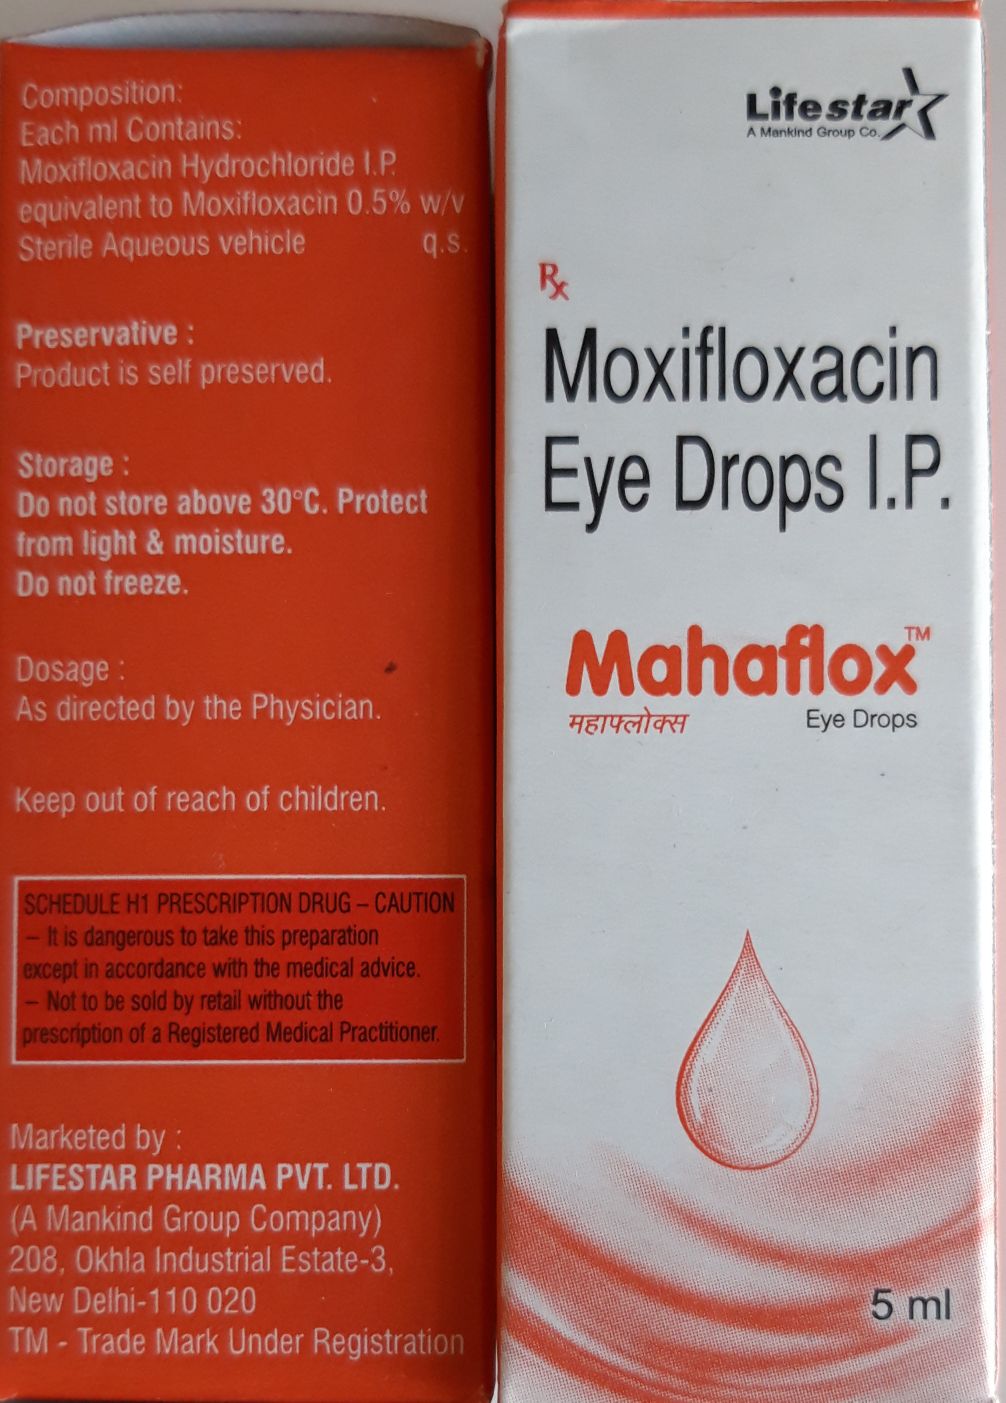 Composition:
Each ml Contains:
Moxifloxacin Hydrochloride I.P.
equivalent to Moxifloxacin 0.5% w/v
Sterile Aqueous vehicle q.s.
Preservative :
Product is self preserved.
Storage :
Do not store above 30°C. Protect
from light & moisture.
Do not freeze.
Dosage :
As directed by the Physician.
Keep out of reach of children.
SCHEDULE H1 PRESCRIPTION DRUG – CAUTION
– It is dangerous to take this preparation
except in accordance with the medical advice.
– Not to be sold by retail without the
prescription of a Registered Medical Practitioner.
Marketed by :
LIFESTAR PHARMA PVT. LTD.
(A Mankind Group Company)
208, Okhla Industrial Estate-3,
New Delhi-110 020
TM - Trade Mark Under Registration
Lifestar
A Mankind Group Co.
Rx
Moxifloxacin
Eye Drops I.P.
Mahaflox™
महाफ्लोक्स Eye Drops
5 ml